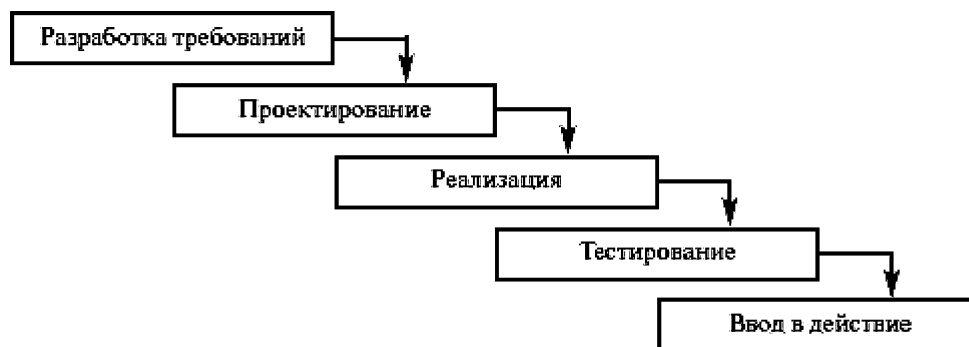 Разработка требований
Проектирование
Реализация
Тестирование
Ввод в действие